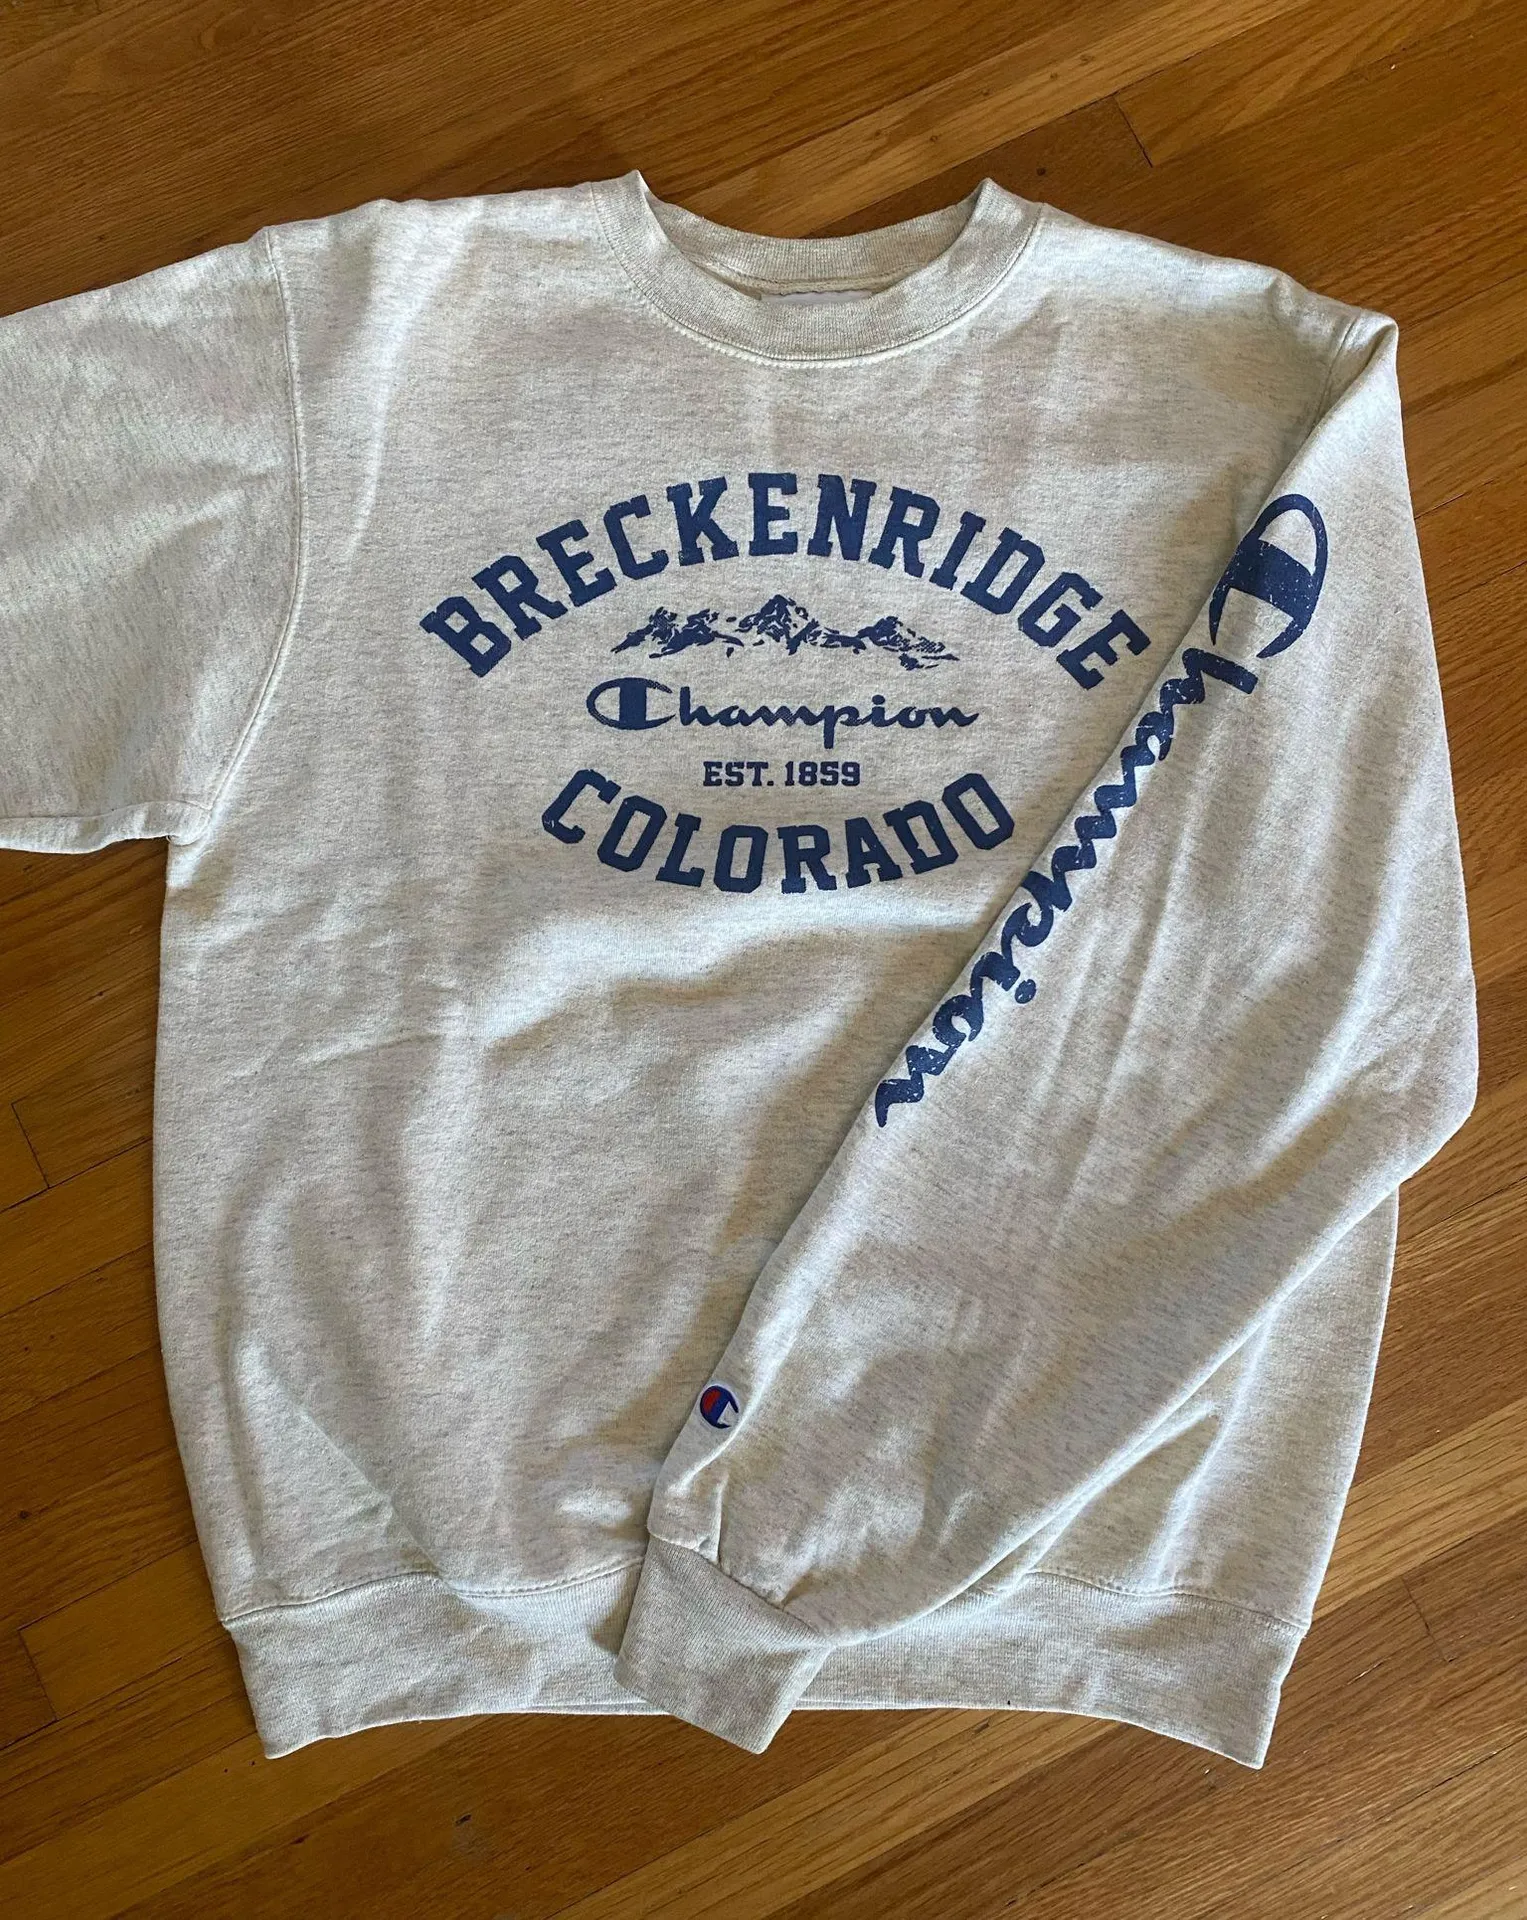 BRECKENRIDGE
Champion
EST. 1859
COLORADO
Champion